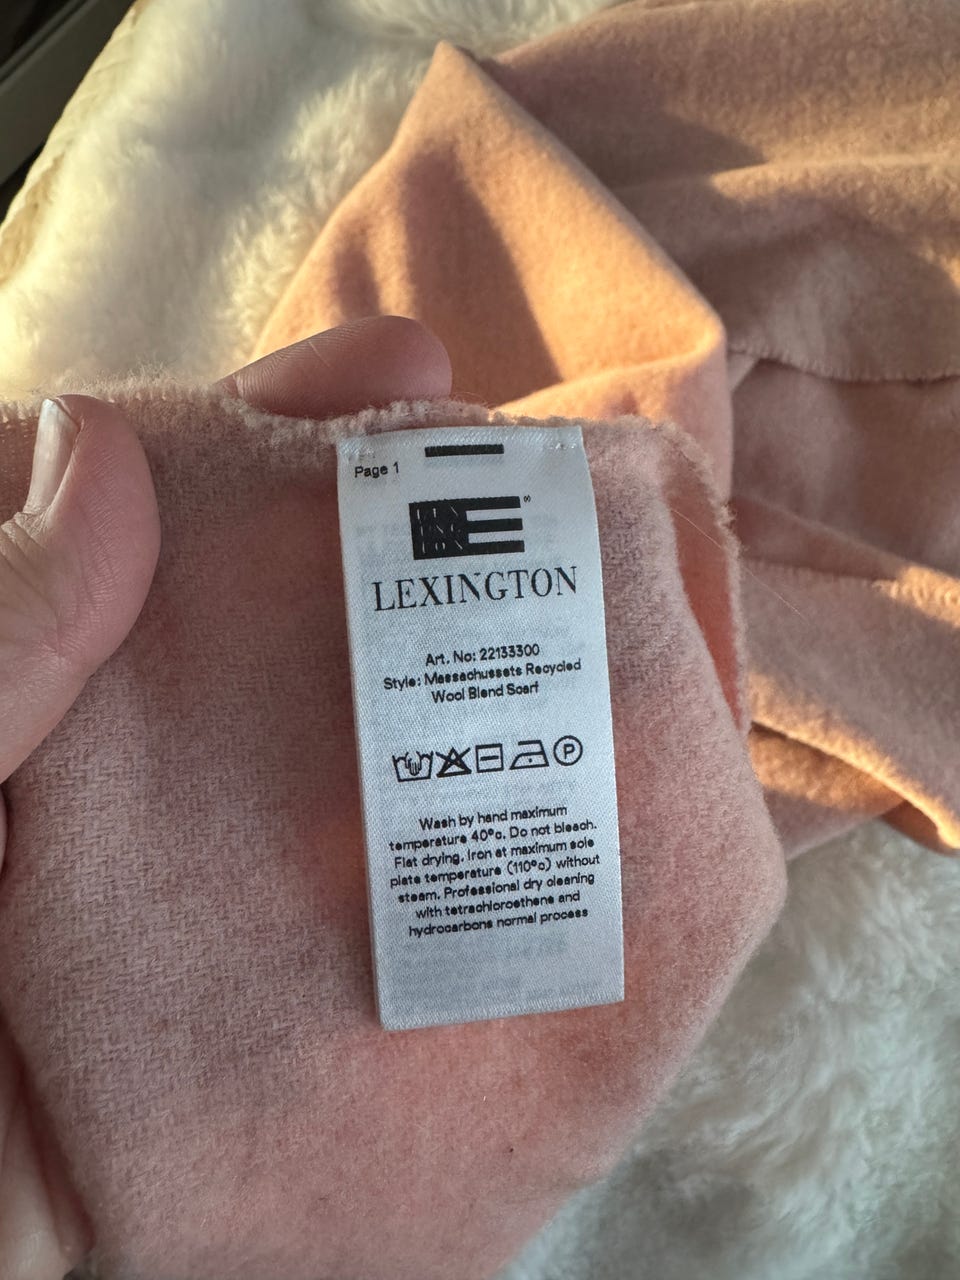 Page 1
LEXINGTON
Art. No: 22133300
Style: Massachussets Recycled
Wool Blend Scarf
P
Wash by hand maximum
temperature 40°c. Do not bleach.
Flat drying. Iron at maximum sole
plate temperature (110°c) without
steam. Professional dry cleaning
with tetrachloroethene and
hydrocarbons normal process